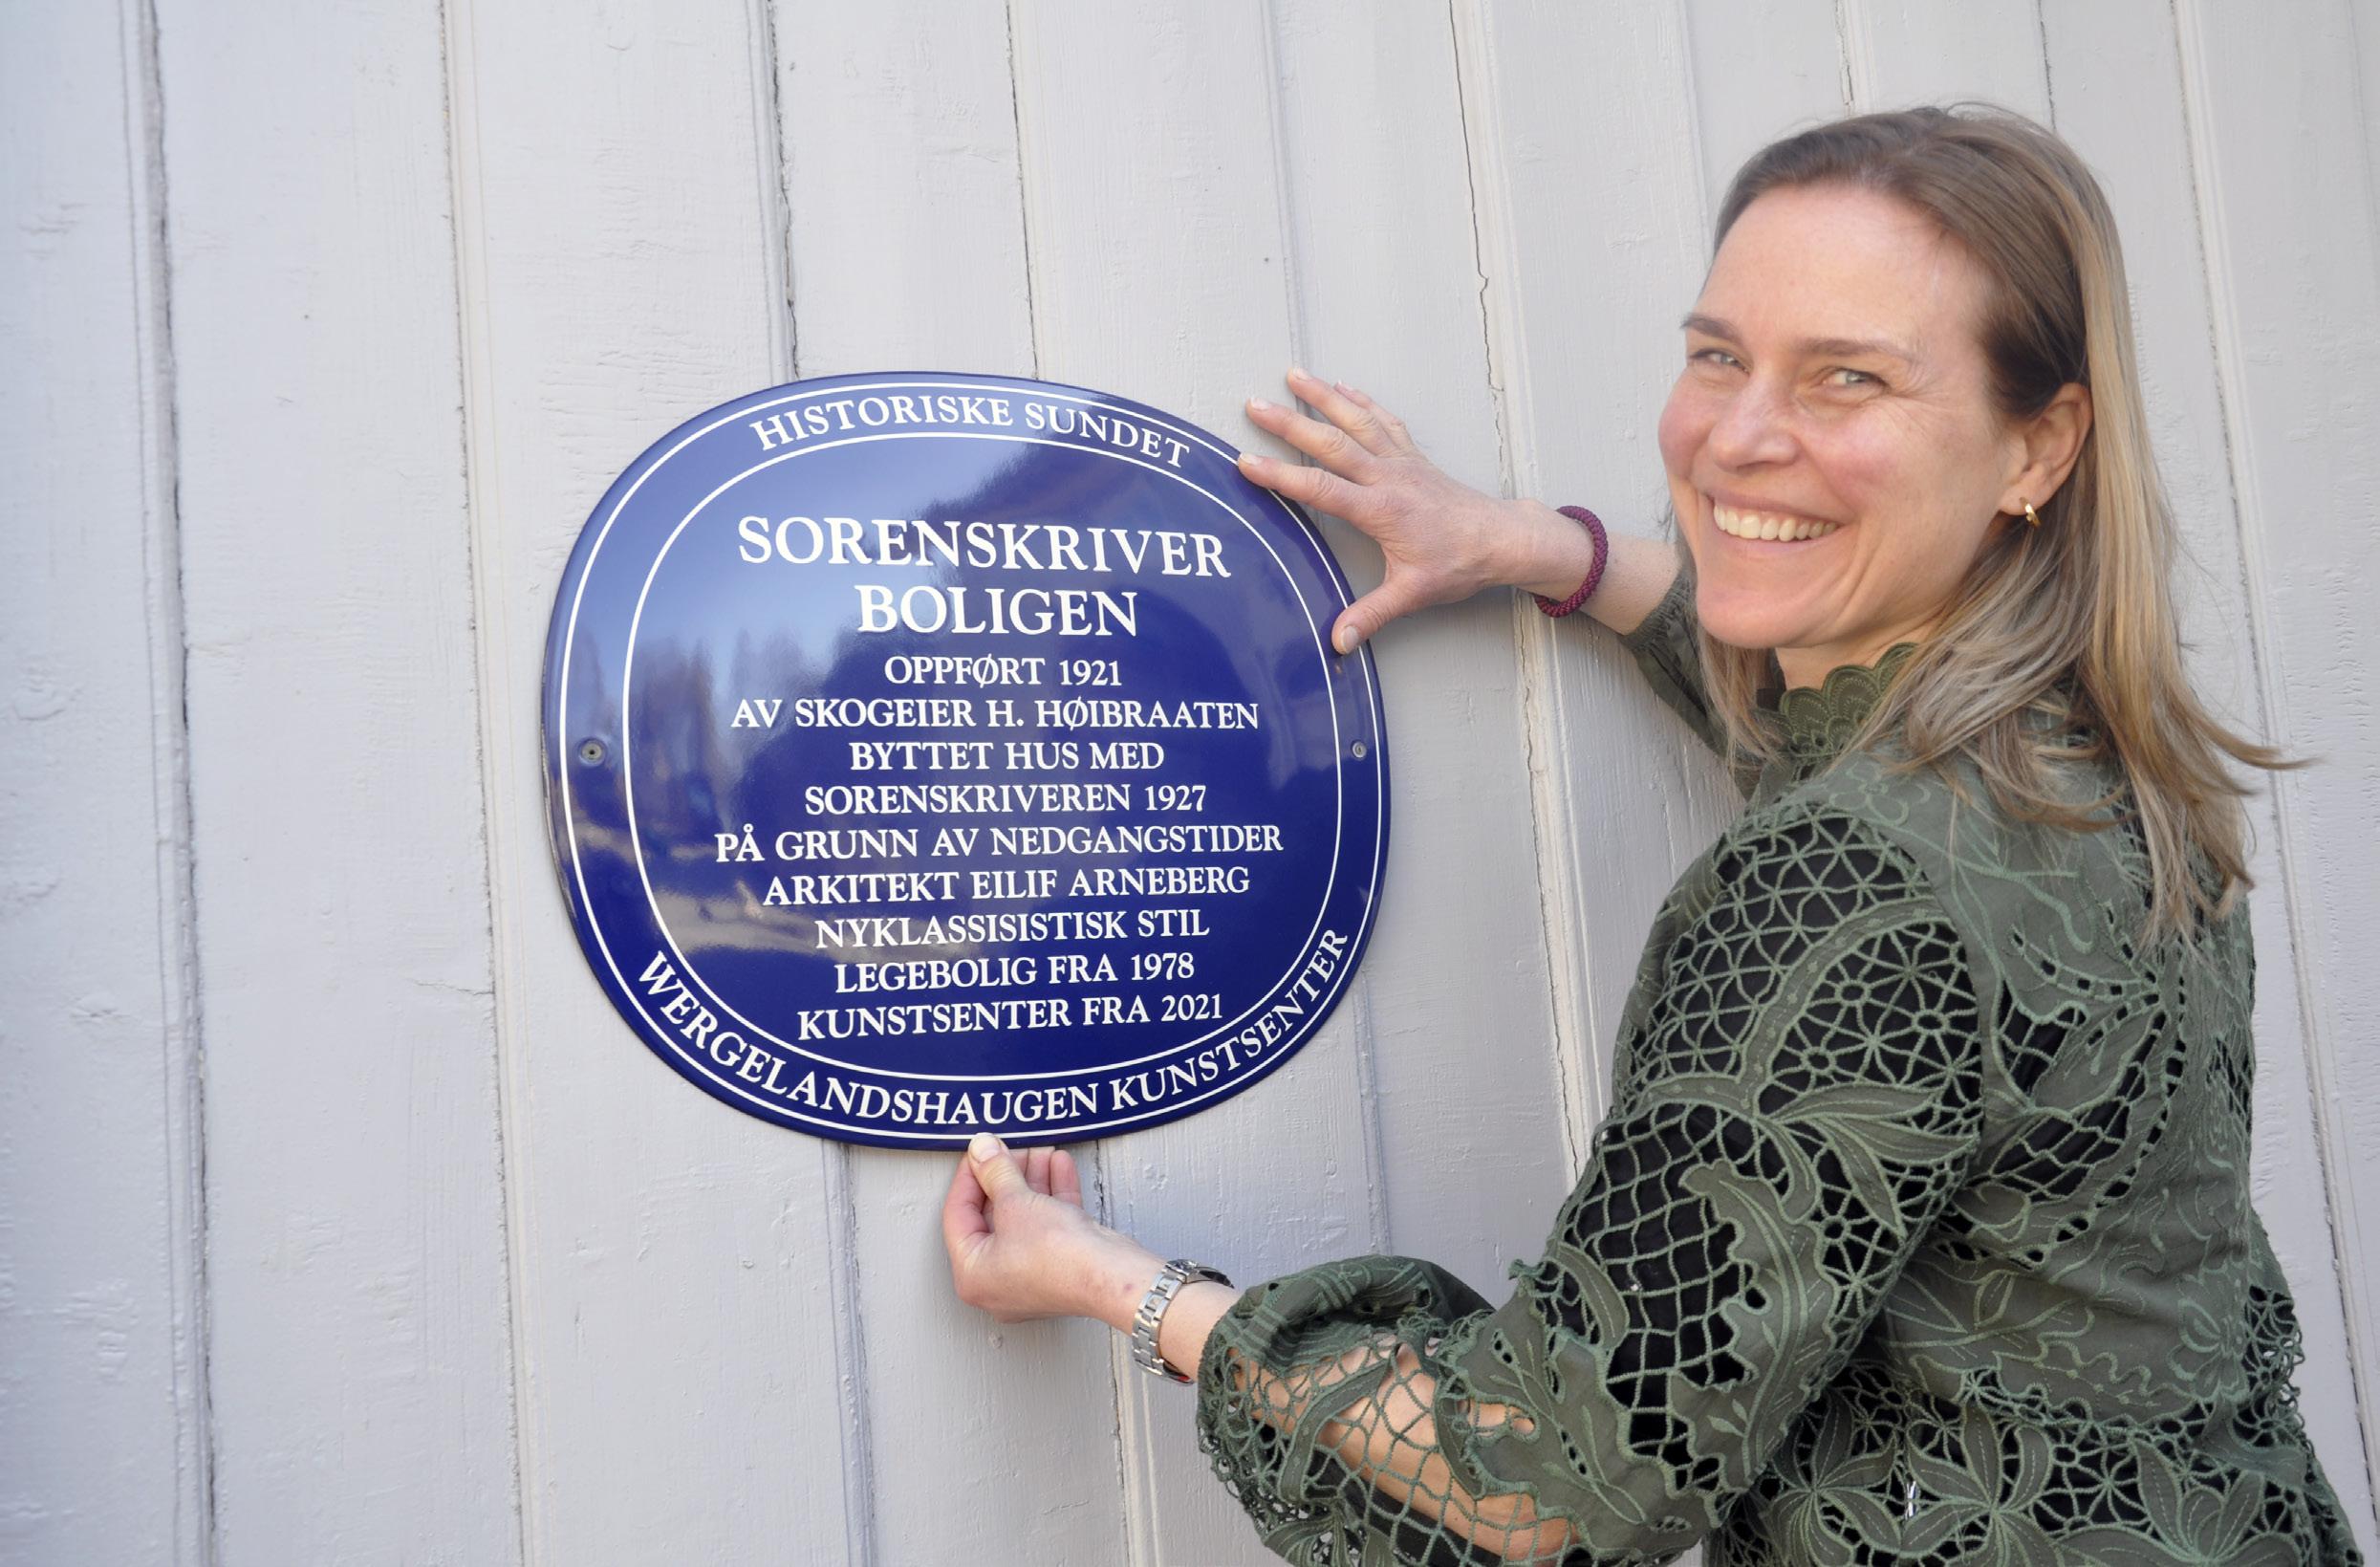 HISTORISKE SUNDET
SORENSKRIVER
BOLIGEN
OPPFØRT 1921
AV SKOGEIER H. HØIBRAATEN
BYTTET HUS MED
SORENSKRIVEREN 1927
PÅ GRUNN AV NEDGANGSTIDER
ARKITEKT EILIF ARNEBERG
NYKLASSISISTISK STIL
LEGEBOLIG FRA 1978
KUNSTSENTER FRA 2021
WERGELANDSHAUGEN KUNSTSENTER